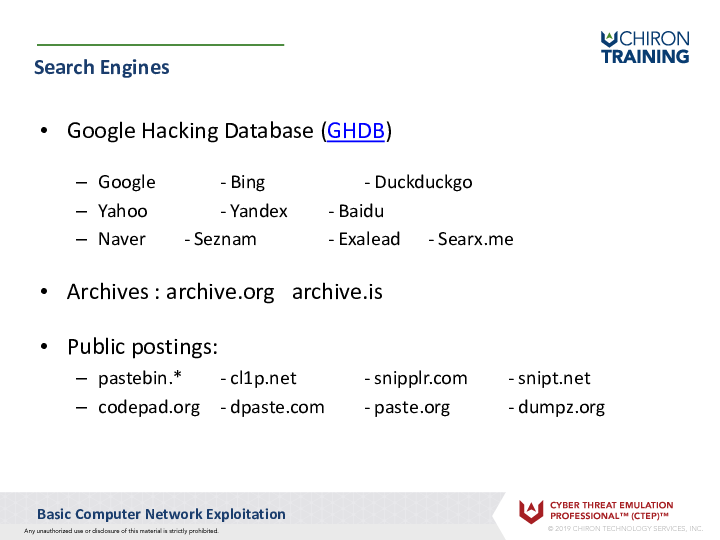 CHIRON
TRAINING
Search Engines
• Google Hacking Database (GHDB)
– Google - Bing - Duckduckgo
– Yahoo - Yandex - Baidu
– Naver - Seznam - Exalead - Searx.me
• Archives : archive.org archive.is
• Public postings:
– pastebin.* - cl1p.net - snipplr.com - snipt.net
– codepad.org - dpaste.com - paste.org - dumpz.org
Basic Computer Network Exploitation
CYBER THREAT EMULATION
PROFESSIONAL™ (CTEP)™
Any unauthorized use or disclosure of this material is strictly prohibited.
© 2019 CHIRON TECHNOLOGY SERVICES, INC.